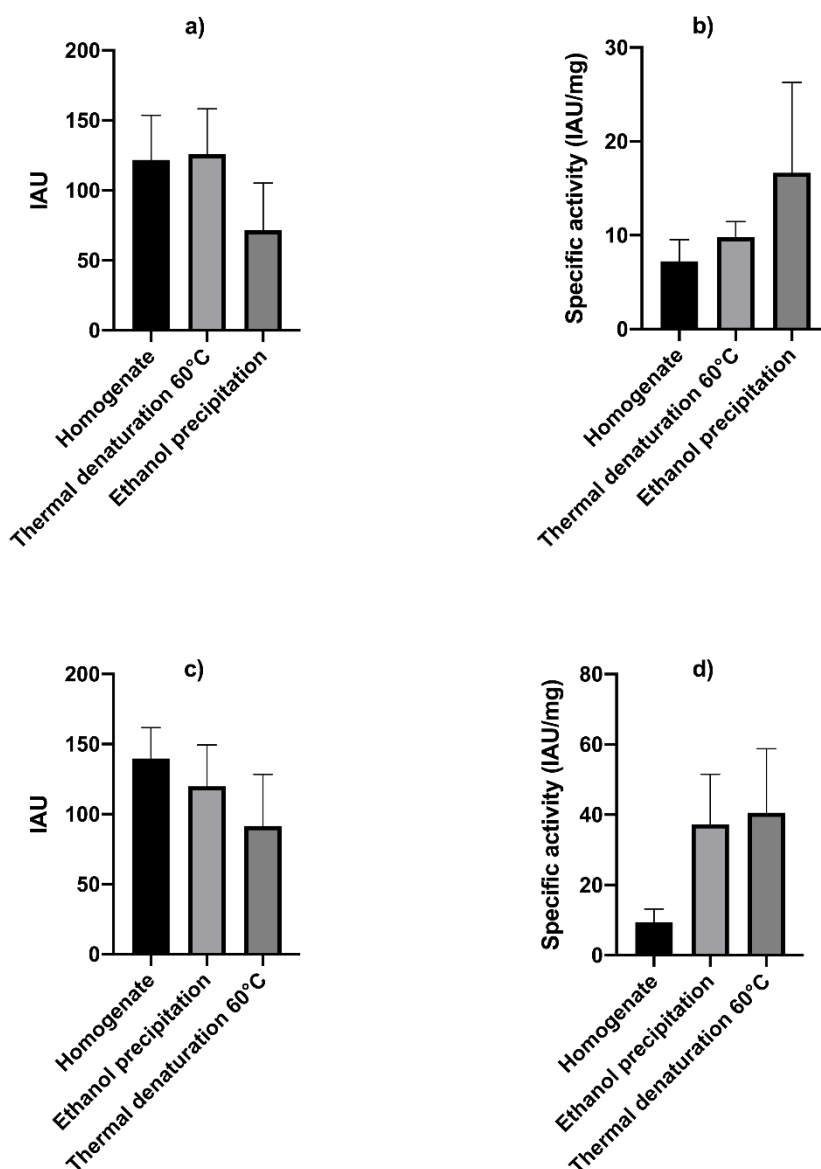 a)
200
150
100
50
0
IAU
Homogenate
Thermal denaturation 60°C
Ethanol precipitation
b)
30
20
10
0
Specific activity (IAU/mg)
Homogenate
Thermal denaturation 60°C
Ethanol precipitation
c)
200
150
100
50
0
IAU
Homogenate
Ethanol precipitation
Thermal denaturation 60°C
d)
80
60
40
20
0
Specific activity (IAU/mg)
Homogenate
Ethanol precipitation
Thermal denaturation 60°C